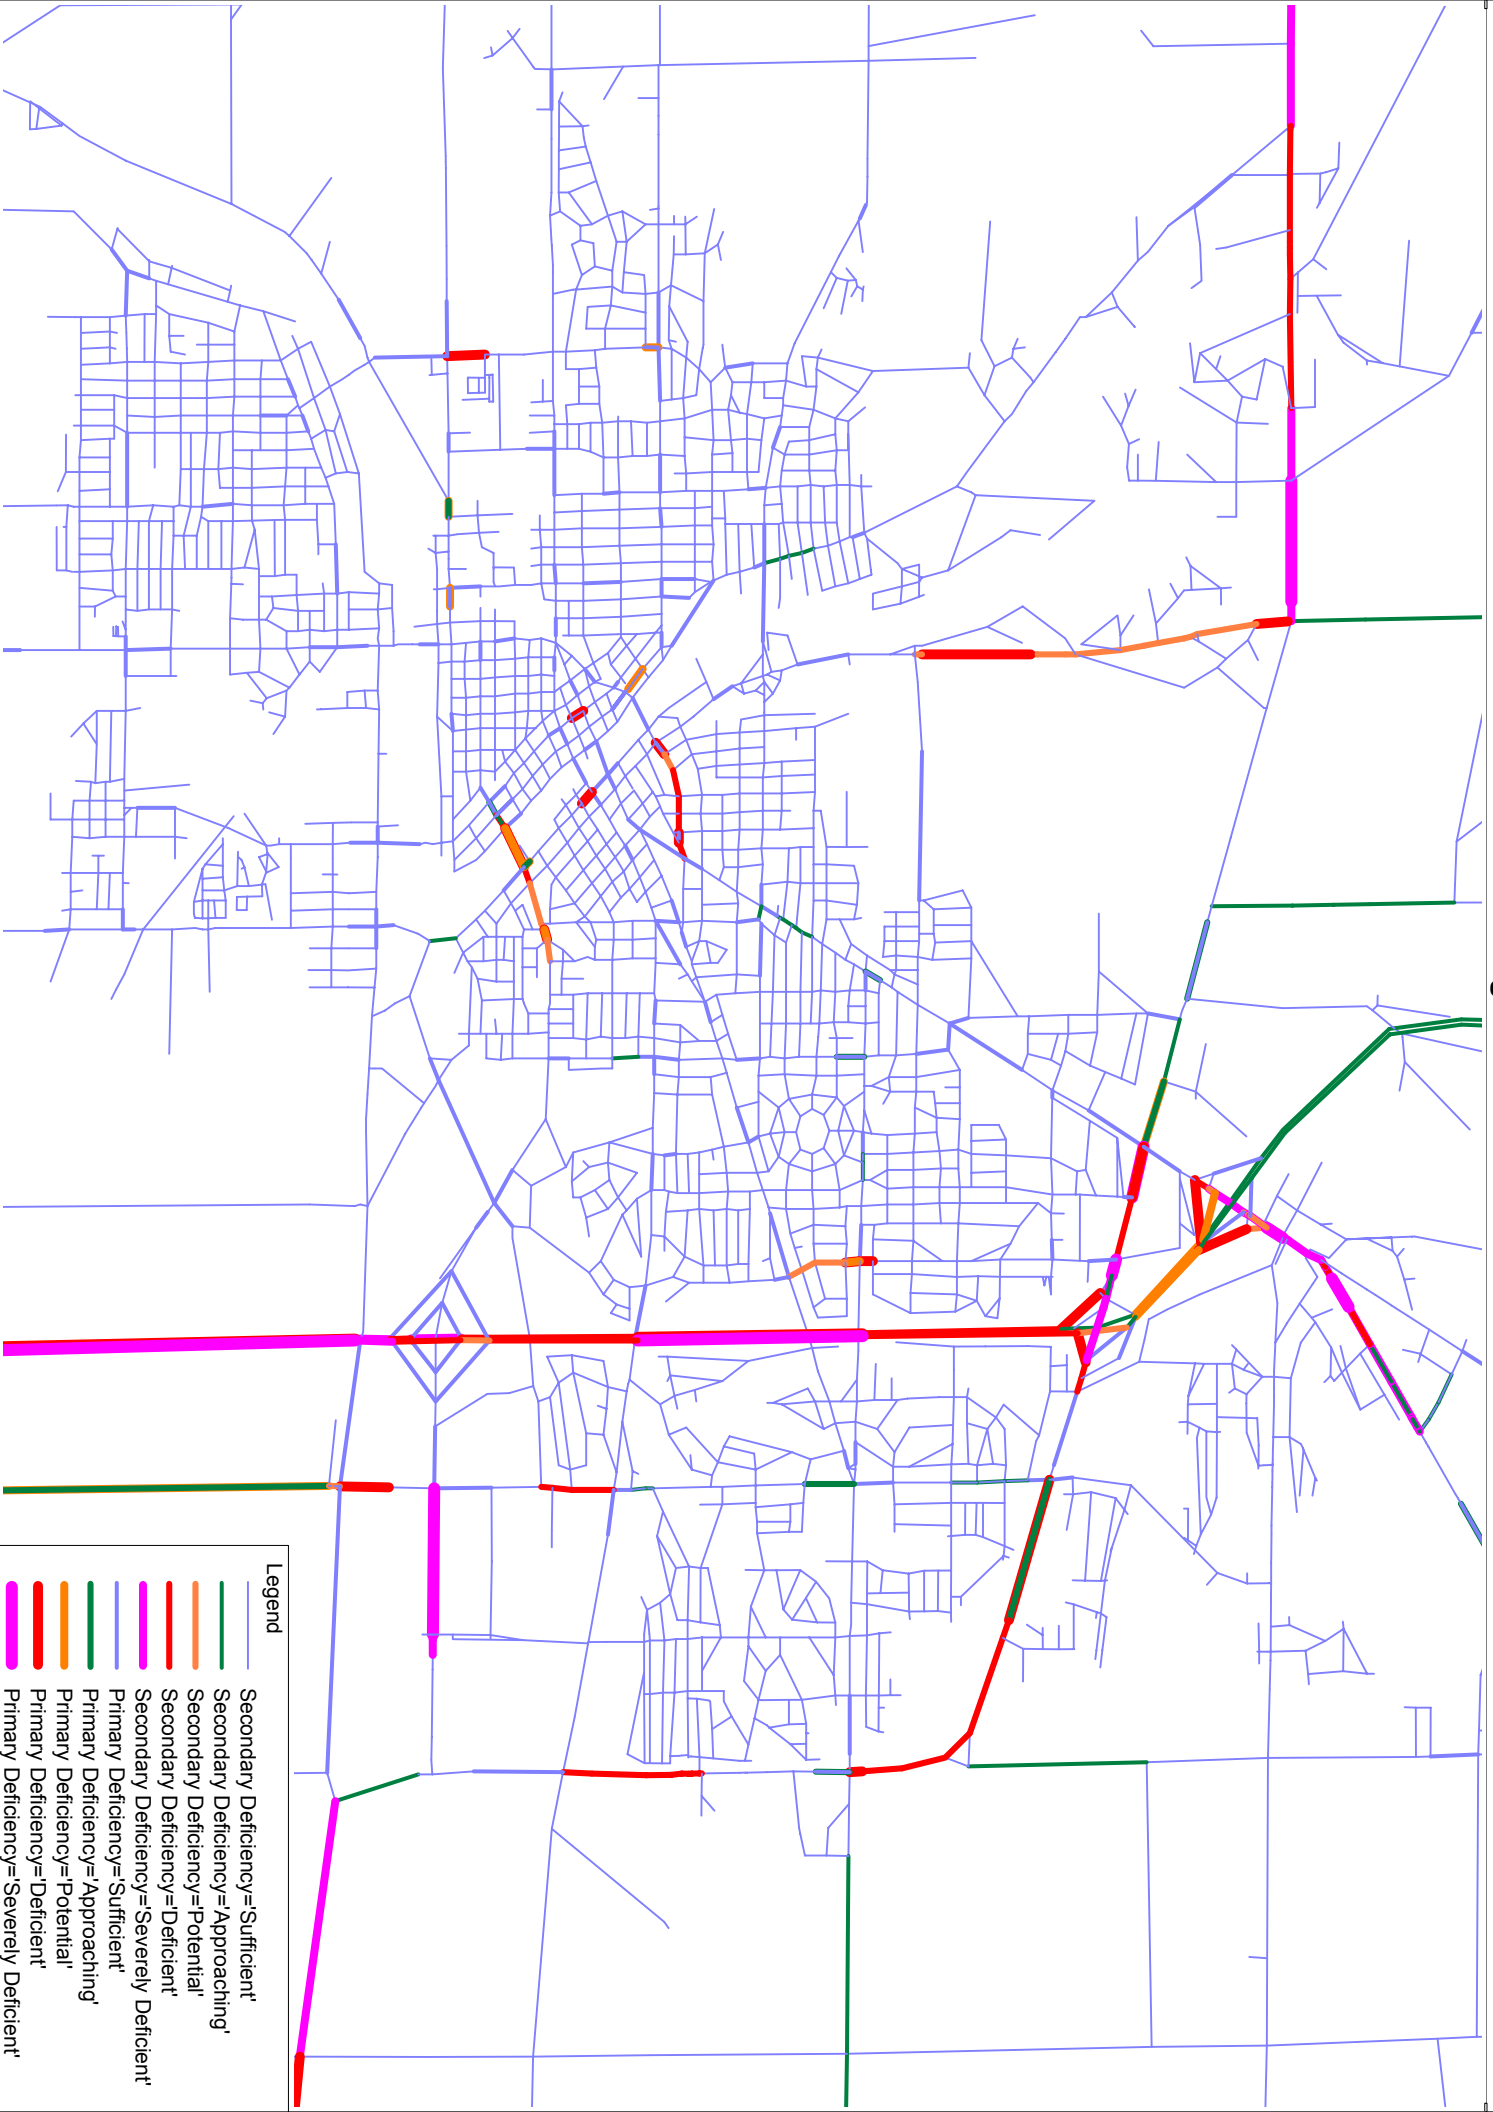 Legend
Secondary Deficiency='Sufficient'
Secondary Deficiency='Approaching'
Secondary Deficiency='Potential'
Secondary Deficiency='Deficient'
Secondary Deficiency='Severely Deficient'
Primary Deficiency='Sufficient'
Primary Deficiency='Approaching'
Primary Deficiency='Potential'
Primary Deficiency='Deficient'
Primary Deficiency='Severely Deficient'